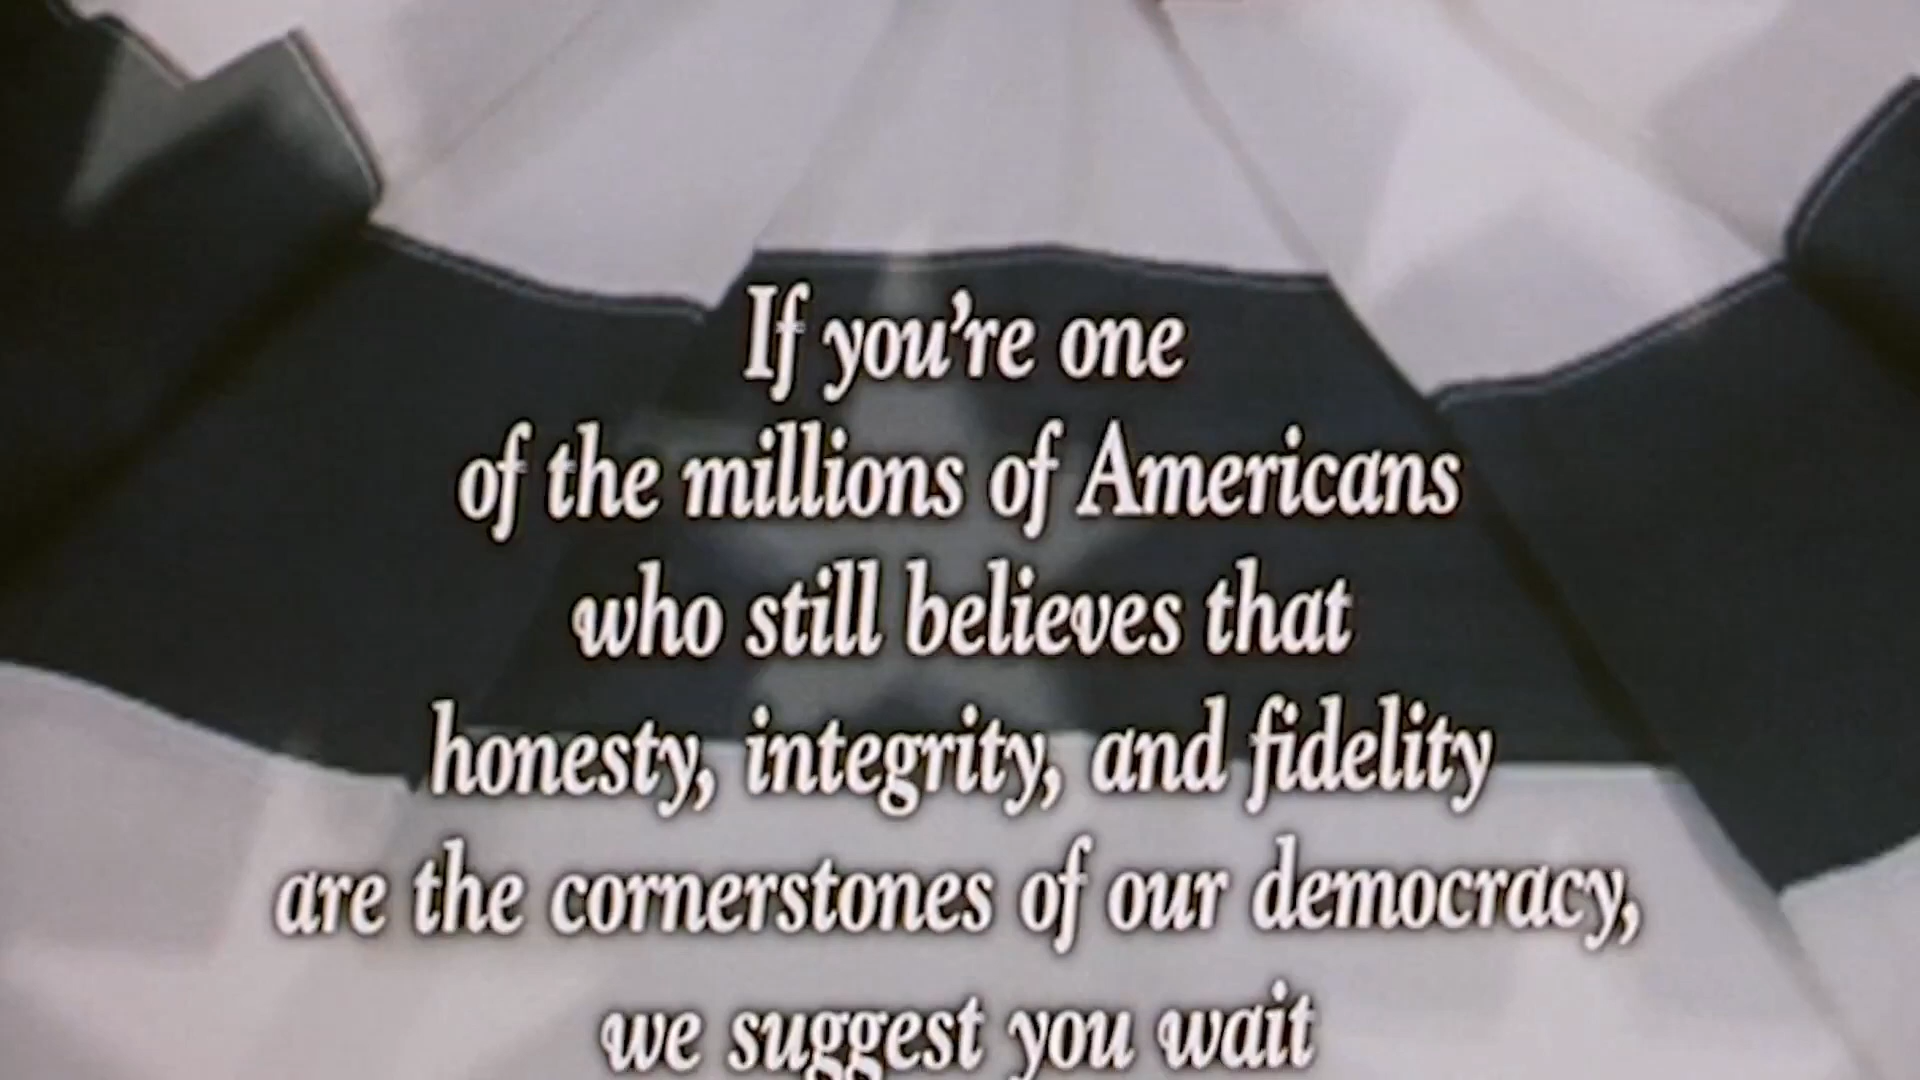 If you're one
of the millions of Americans
who still believes that
honesty, integrity, and fidelity
are the cornerstones of our democracy,
we suggest you wait